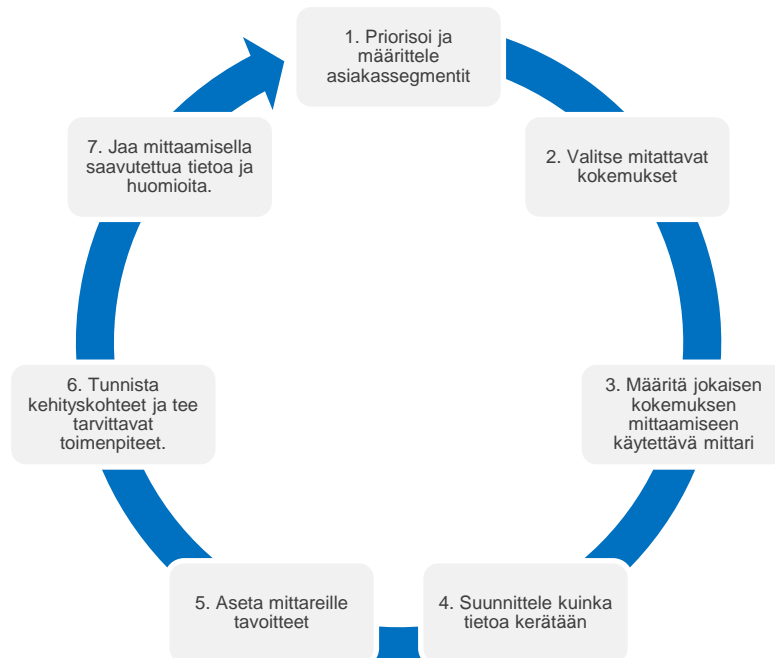 1. Priorisoi ja
määrittele
asiakassegmentit
2. Valitse mitattavat
kokemukset
3. Määritä jokaisen
kokemuksen
mittaamiseen
käytettävä mittari
4. Suunnittele kuinka
tietoa kerätään
5. Aseta mittareille
tavoitteet
6. Tunnista
kehityskohteet ja tee
tarvittavat
toimenpiteet.
7. Jaa mittaamisella
saavutettua tietoa ja
huomioita.